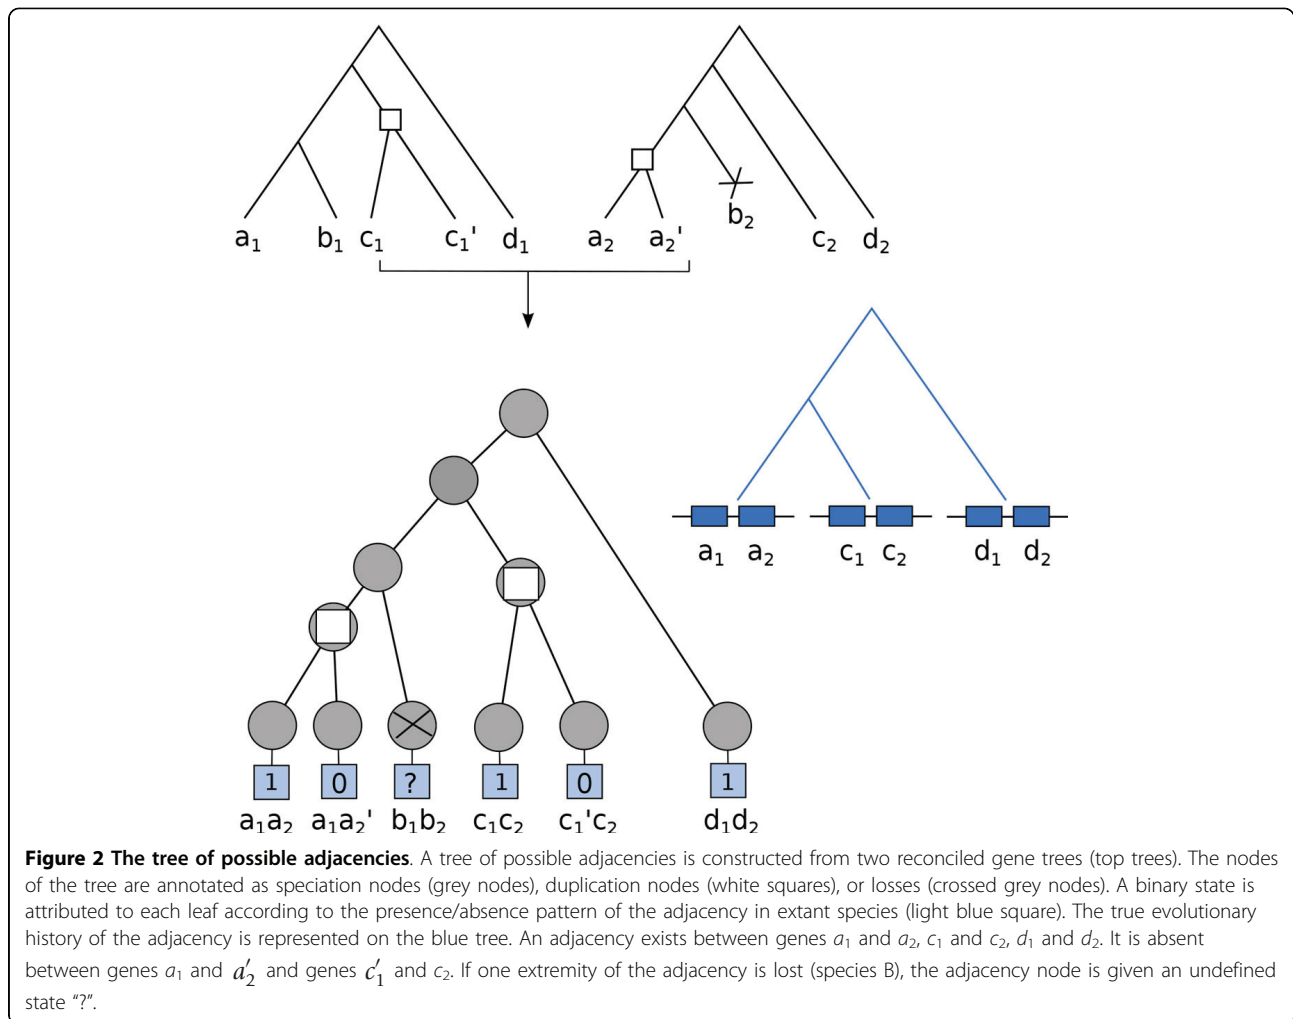 a₁ b₁ c₁ c₁' d₁ a₂ a₂' b₂ c₂ d₂
a₁ a₂ c₁ c₂ d₁ d₂
1 0 ? 1 0 1
a₁a₂ a₁a₂' b₁b₂ c₁c₂ c₁'c₂ d₁d₂
Figure 2 The tree of possible adjacencies. A tree of possible adjacencies is constructed from two reconciled gene trees (top trees). The nodes
of the tree are annotated as speciation nodes (grey nodes), duplication nodes (white squares), or losses (crossed grey nodes). A binary state is
attributed to each leaf according to the presence/absence pattern of the adjacency in extant species (light blue square). The true evolutionary
history of the adjacency is represented on the blue tree. An adjacency exists between genes a₁ and a₂, c₁ and c₂, d₁ and d₂. It is absent
between genes a₁ and a′₂ and genes c′₁ and c₂. If one extremity of the adjacency is lost (species B), the adjacency node is given an undefined
state “?”.